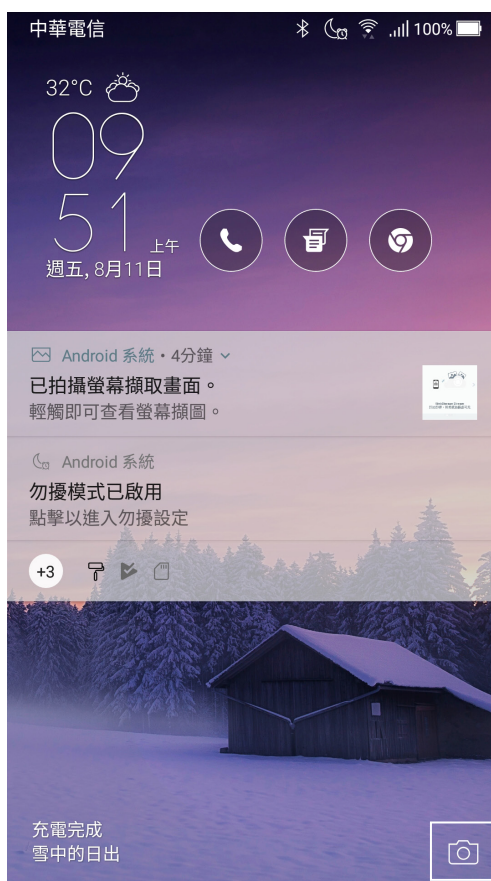 中華電信
100%
32°C
09
51
上午
週五, 8月11日
Android 系統 • 4分鐘
已拍攝螢幕擷取畫面。
輕觸即可查看螢幕擷圖。
Android 系統
勿擾模式已啟用
點擊以進入勿擾設定
+3
充電完成
雪中的日出